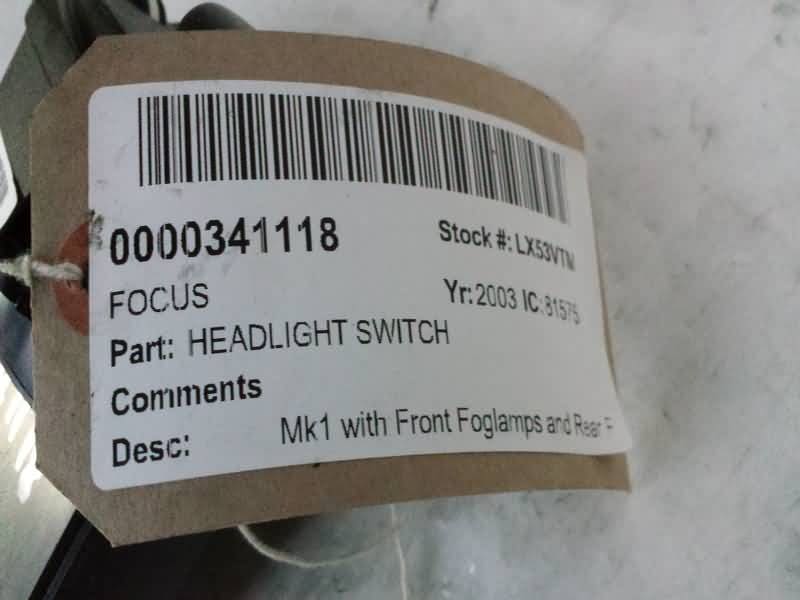 0000341118 Stock #: LX53VTM
FOCUS Yr: 2003 IC: 81575
Part: HEADLIGHT SWITCH
Comments
Desc: Mk1 with Front Foglamps and Rear F